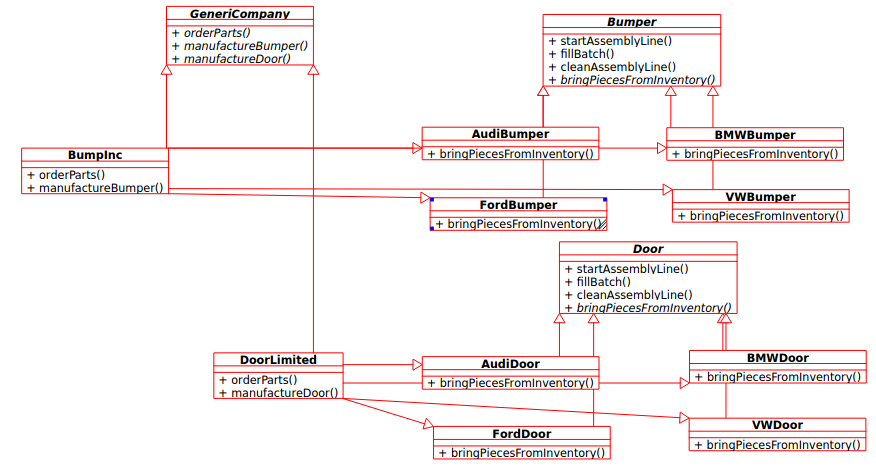 GeneriCompany
+ orderParts()
+ manufactureBumper()
+ manufactureDoor()
Bumper
+ startAssemblyLine()
+ fillBatch()
+ cleanAssemblyLine()
+ bringPiecesFromInventory()
AudiBumper
+ bringPiecesFromInventory()
BMWBumper
+ bringPiecesFromInventory()
BumpInc
+ orderParts()
+ manufactureBumper()
FordBumper
+ bringPiecesFromInventory()
VWBumper
+ bringPiecesFromInventory()
Door
+ startAssemblyLine()
+ fillBatch()
+ cleanAssemblyLine()
+ bringPiecesFromInventory()
DoorLimited
+ orderParts()
+ manufactureDoor()
AudiDoor
+ bringPiecesFromInventory()
BMWDoor
+ bringPiecesFromInventory()
FordDoor
+ bringPiecesFromInventory()
VWDoor
+ bringPiecesFromInventory()